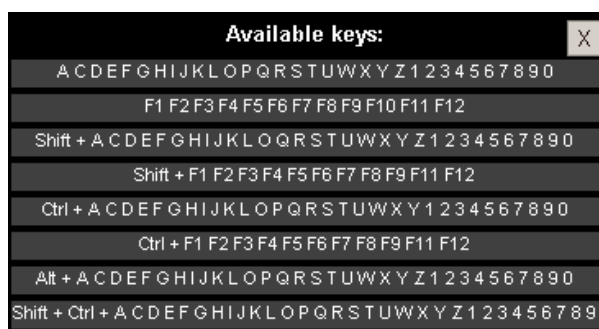 Available keys:
X
A C D E F G H I J K L O P Q R S T U W X Y Z 1 2 3 4 5 6 7 8 9 0
F1 F2 F3 F4 F5 F6 F7 F8 F9 F10 F11 F12
Shift + A C D E F G H I J K L O Q R S T U W X Y Z 1 2 3 4 5 6 7 8 9 0
Shift + F1 F2 F3 F4 F5 F6 F7 F8 F9 F11 F12
Ctrl + A C D E F G H I J K L O P Q R S T U W X Y 1 2 3 4 5 6 7 8 9 0
Ctrl + F1 F2 F3 F4 F5 F6 F7 F8 F9 F11 F12
Alt + A C D E F G H I J K L O P Q R S T U W X Y Z 1 2 3 4 5 6 7 8 9 0
Shift + Ctrl + A C D E F G H I J K L O P Q R S T U W X Y Z 1 2 3 4 5 6 7 8 9